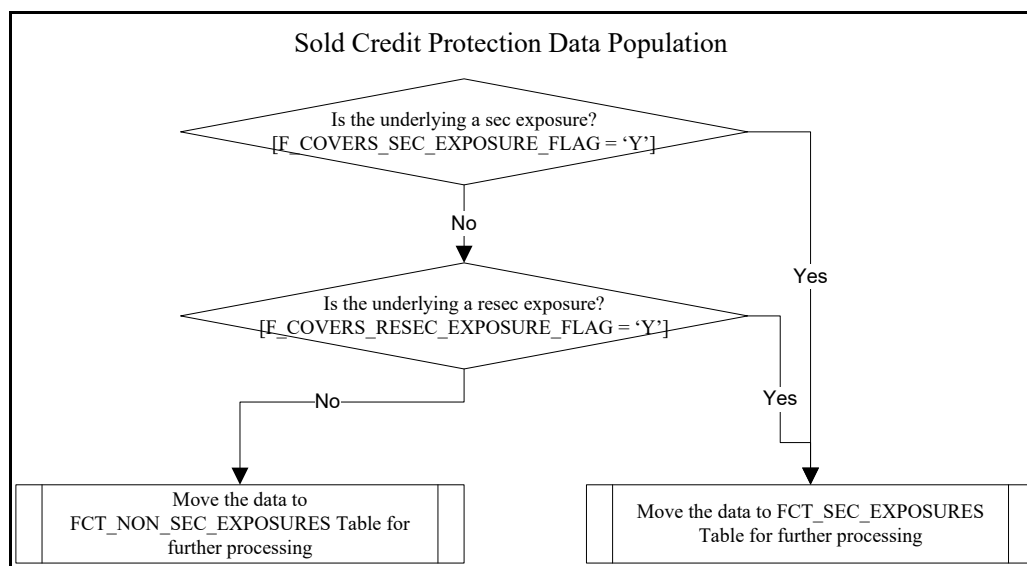 Sold Credit Protection Data Population
Is the underlying a sec exposure?
[F_COVERS_SEC_EXPOSURE_FLAG = ‘Y’]
No
Yes
Is the underlying a resec exposure?
[F_COVERS_RESEC_EXPOSURE_FLAG = ‘Y’]
No
Yes
Move the data to
FCT_NON_SEC_EXPOSURES Table for
further processing
Move the data to FCT_SEC_EXPOSURES
Table for further processing